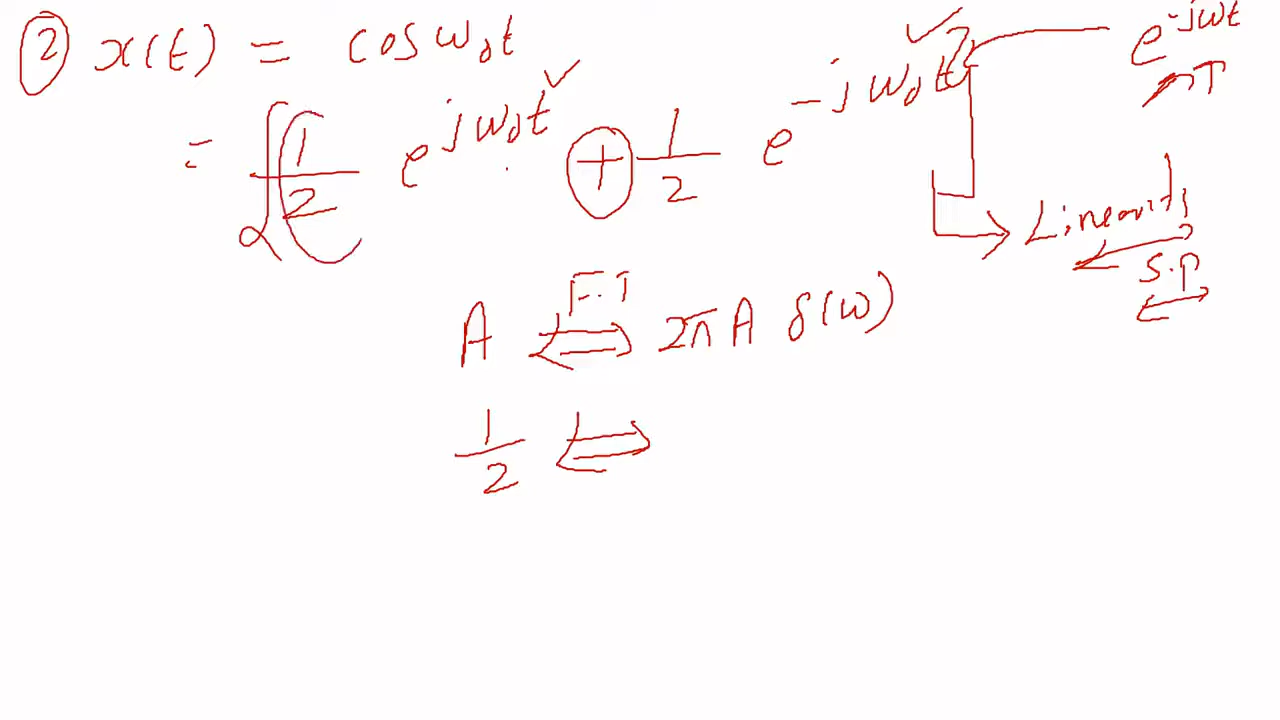 ② x(t) = cos ω₀t
= 1/2 e^{jω₀t} + 1/2 e^{-jω₀t}
e^{-jωt}
Linearity
S.P
A ⇔ F.T 2πA δ(ω)
1/2 ⇔